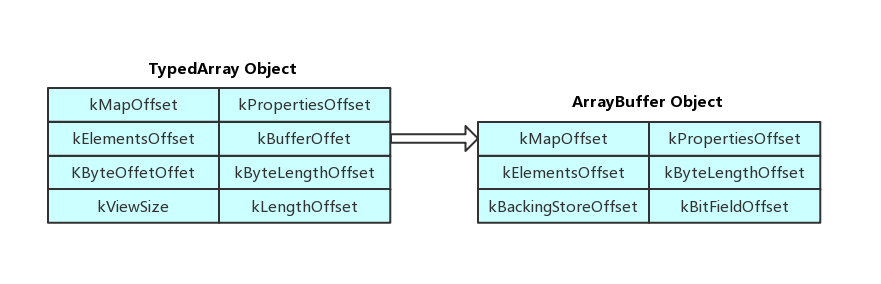 TypedArray Object
kMapOffset kPropertiesOffset
kElementsOffset kBufferOffet
KByteOffetOffet kByteLengthOffset
kViewSize kLengthOffset
ArrayBuffer Object
kMapOffset kPropertiesOffset
kElementsOffset kByteLengthOffset
kBackingStoreOffset kBitFieldOffset